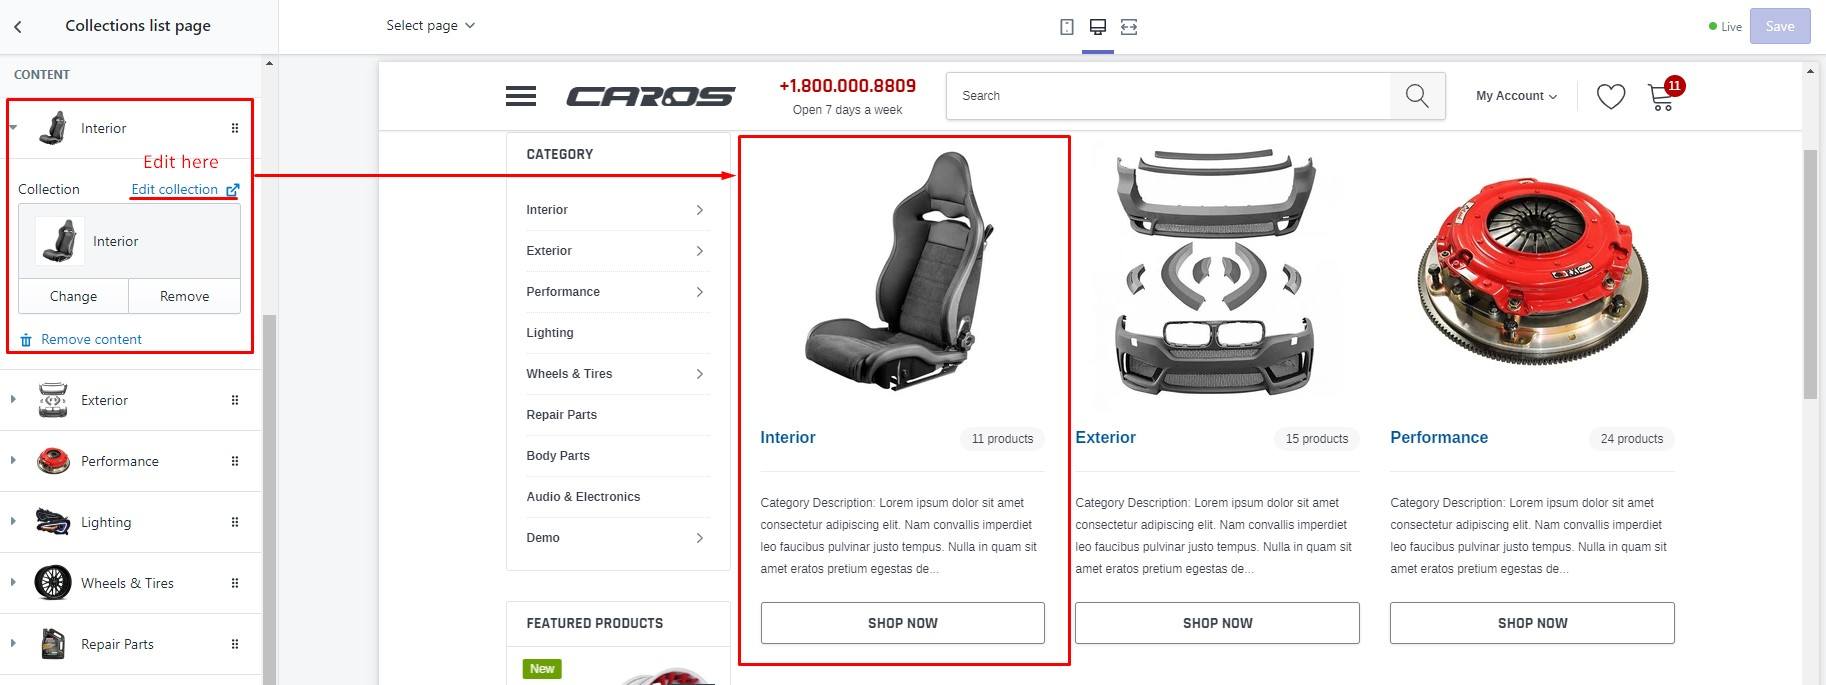 Collections list page
Select page
Live
Save
CONTENT
Interior
Edit here
Collection
Edit collection
Interior
Change
Remove
Remove content
Exterior
Performance
Lighting
Wheels & Tires
Repair Parts
CAROS
+1.800.000.8809
Open 7 days a week
Search
My Account
11
CATEGORY
Interior
Exterior
Performance
Lighting
Wheels & Tires
Repair Parts
Body Parts
Audio & Electronics
Demo
FEATURED PRODUCTS
New
Interior
11 products
Category Description: Lorem ipsum dolor sit amet
consectetur adipiscing elit. Nam convallis imperdiet
leo faucibus pulvinar justo tempus. Nulla in quam sit
amet eratos pretium egestas de...
SHOP NOW
Exterior
15 products
Category Description: Lorem ipsum dolor sit amet
consectetur adipiscing elit. Nam convallis imperdiet
leo faucibus pulvinar justo tempus. Nulla in quam sit
amet eratos pretium egestas de...
SHOP NOW
Performance
24 products
Category Description: Lorem ipsum dolor sit amet
consectetur adipiscing elit. Nam convallis imperdiet
leo faucibus pulvinar justo tempus. Nulla in quam sit
amet eratos pretium egestas de...
SHOP NOW